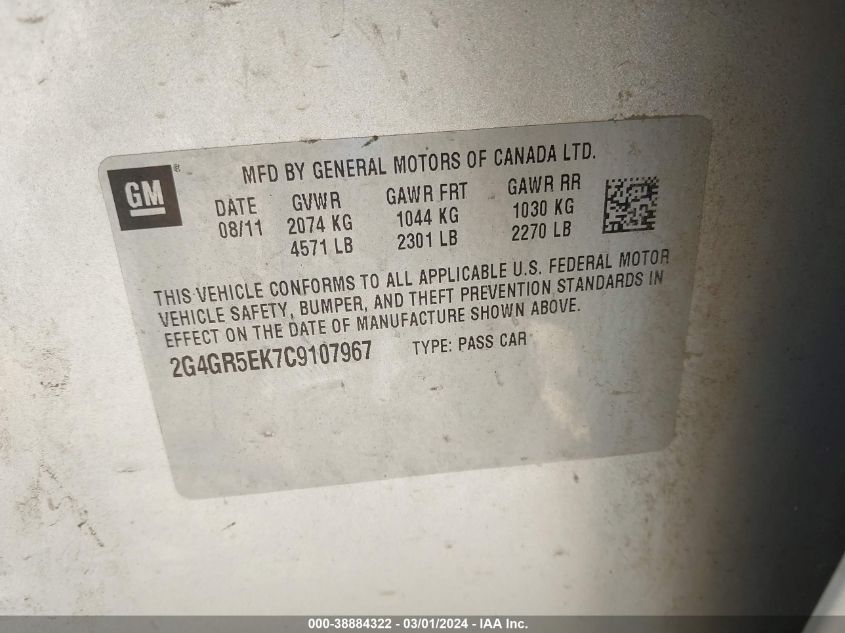 GM ®
MFD BY GENERAL MOTORS OF CANADA LTD.
DATE GVWR GAWR FRT GAWR RR
08/11 2074 KG 1044 KG 1030 KG
4571 LB 2301 LB 2270 LB
THIS VEHICLE CONFORMS TO ALL APPLICABLE U.S. FEDERAL MOTOR
VEHICLE SAFETY, BUMPER, AND THEFT PREVENTION STANDARDS IN
EFFECT ON THE DATE OF MANUFACTURE SHOWN ABOVE.
2G4GR5EK7C9107967 TYPE: PASS CAR
000-38884322 - 03/01/2024 - IAA Inc.